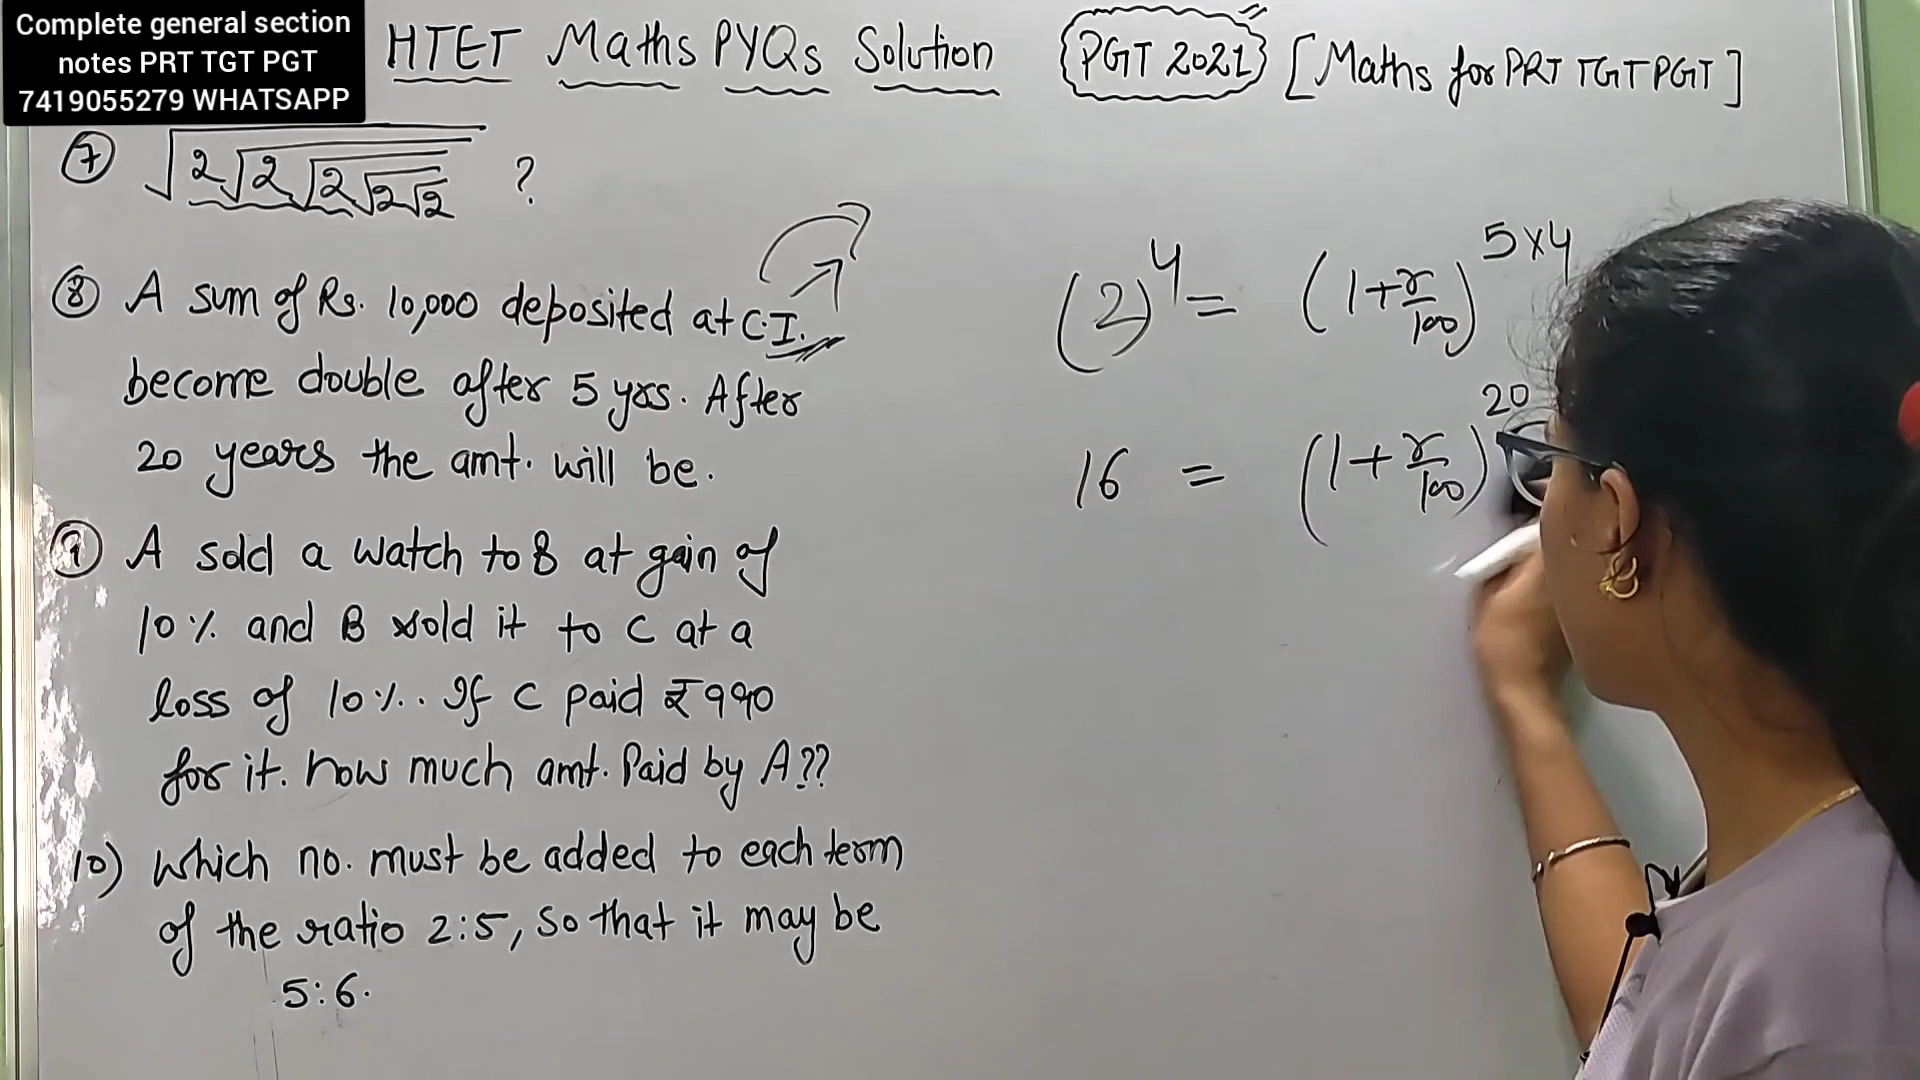 Complete general section
notes PRT TGT PGT
7419055279 WHATSAPP
HTET Maths PYQs Solution PGT 2021 [Maths for PRT TGT PGT]
⑦ √2√2√2√2√2 ?
⑧ A sum of Rs. 10,000 deposited at C.I.
become double after 5 yrs. After
20 years the amt. will be.
⑨ A sold a watch to B at gain of
10% and B sold it to C at a
loss of 10%. If C paid ₹990
for it. how much amt. Paid by A??
10) which no. must be added to each term
of the ratio 2:5, so that it may be
5:6.
(2)⁴ = (1+r/100)^5×4
16 = (1+r/100)^20